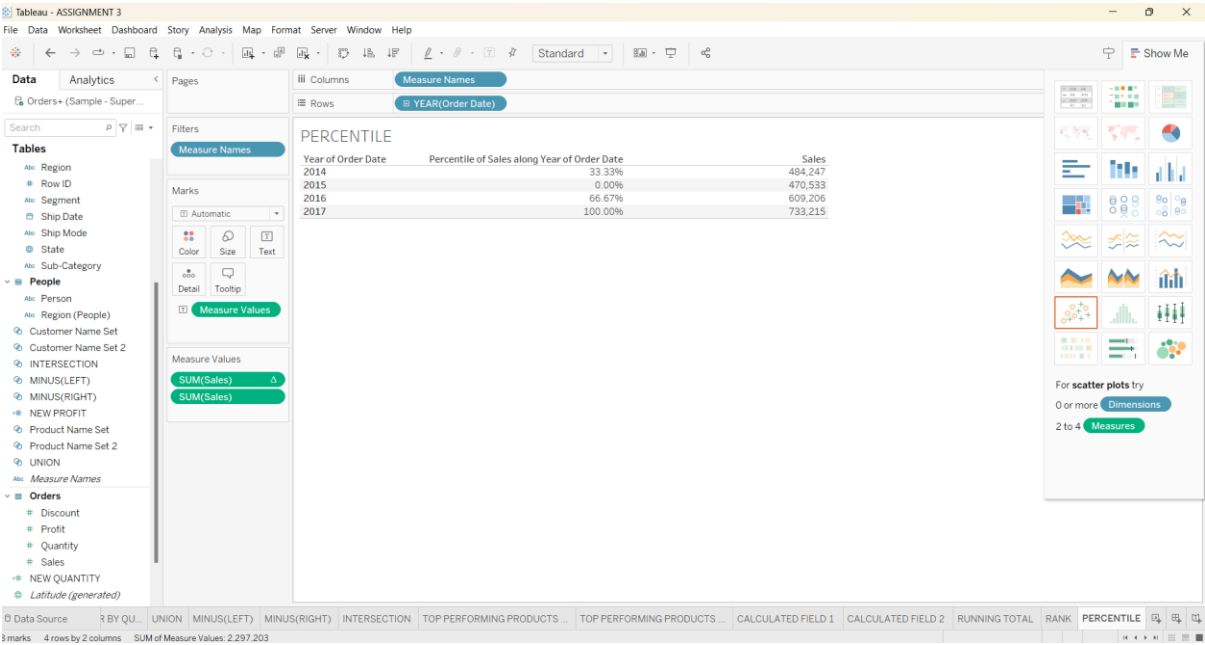 Tableau - ASSIGNMENT 3
File Data Worksheet Dashboard Story Analysis Map Format Server Window Help
Standard
Show Me
Data Analytics
Orders+ (Sample - Super...
Search
Tables
Abc Region
# Row ID
Abc Segment
Ship Date
Abc Ship Mode
State
Abc Sub-Category
People
Abc Person
Abc Region (People)
Customer Name Set
Customer Name Set 2
INTERSECTION
MINUS(LEFT)
MINUS(RIGHT)
NEW PROFIT
Product Name Set
Product Name Set 2
UNION
Abc Measure Names
Orders
# Discount
# Profit
# Quantity
# Sales
NEW QUANTITY
Latitude (generated)
Pages
Filters
Measure Names
Marks
Automatic
Color Size Text
Detail Tooltip
Measure Values
Measure Values
SUM(Sales) Δ
SUM(Sales)
Columns Measure Names
Rows YEAR(Order Date)
PERCENTILE
Year of Order Date Percentile of Sales along Year of Order Date Sales
2014 33.33% 484,247
2015 0.00% 470,533
2016 66.67% 609,206
2017 100.00% 733,215
For scatter plots try
0 or more Dimensions
2 to 4 Measures
Data Source R BY QU... UNION MINUS(LEFT) MINUS(RIGHT) INTERSECTION TOP PERFORMING PRODUCTS ... TOP PERFORMING PRODUCTS ... CALCULATED FIELD 1 CALCULATED FIELD 2 RUNNING TOTAL RANK PERCENTILE
8 marks 4 rows by 2 columns SUM of Measure Values: 2,297,203